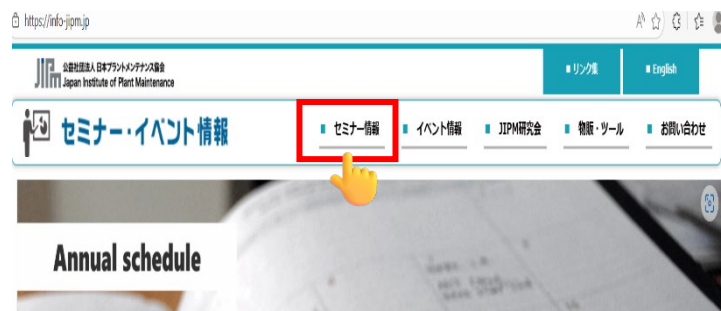 https://info-jipm.jp
公益社団法人 日本プラントメンテナンス協会
JIPM Japan Institute of Plant Maintenance
■ リンク集 ■ English
セミナー・イベント情報
■ セミナー情報 ■ イベント情報 ■ JIPM研究会 ■ 物販・ツール ■ お問い合わせ
Annual schedule